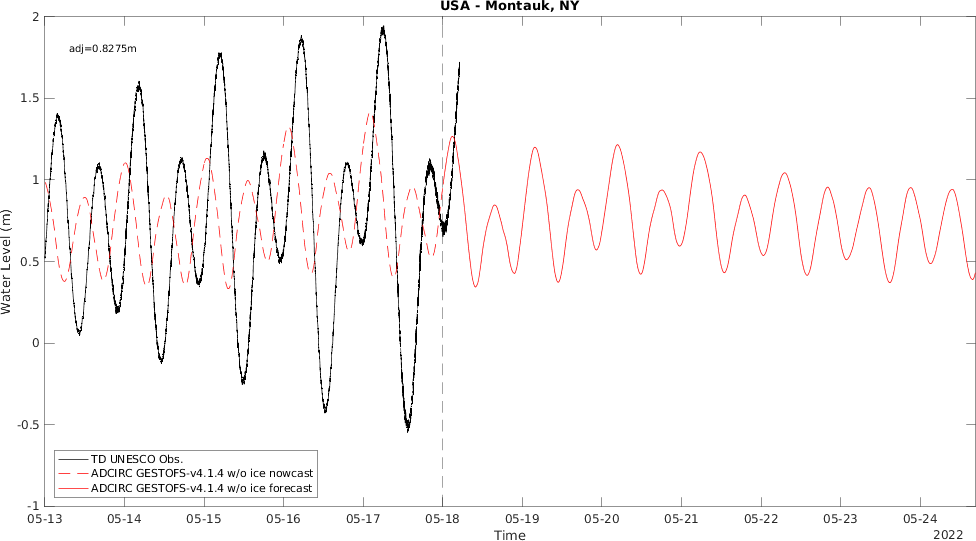 USA - Montauk, NY
adj=0.8275m
2
1.5
1
0.5
0
-0.5
-1
Water Level (m)
TD UNESCO Obs.
ADCIRC GESTOFS-v4.1.4 w/o ice nowcast
ADCIRC GESTOFS-v4.1.4 w/o ice forecast
05-13 05-14 05-15 05-16 05-17 05-18 05-19 05-20 05-21 05-22 05-23 05-24
Time
2022